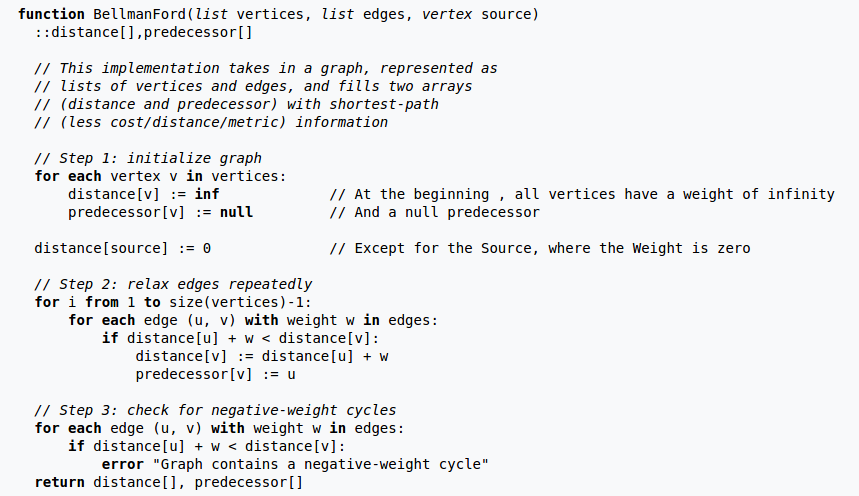 function BellmanFord(list vertices, list edges, vertex source)
::distance[],predecessor[]
// This implementation takes in a graph, represented as
// lists of vertices and edges, and fills two arrays
// (distance and predecessor) with shortest-path
// (less cost/distance/metric) information
// Step 1: initialize graph
for each vertex v in vertices:
distance[v] := inf // At the beginning , all vertices have a weight of infinity
predecessor[v] := null // And a null predecessor
distance[source] := 0 // Except for the Source, where the Weight is zero
// Step 2: relax edges repeatedly
for i from 1 to size(vertices)-1:
for each edge (u, v) with weight w in edges:
if distance[u] + w < distance[v]:
distance[v] := distance[u] + w
predecessor[v] := u
// Step 3: check for negative-weight cycles
for each edge (u, v) with weight w in edges:
if distance[u] + w < distance[v]:
error "Graph contains a negative-weight cycle"
return distance[], predecessor[]